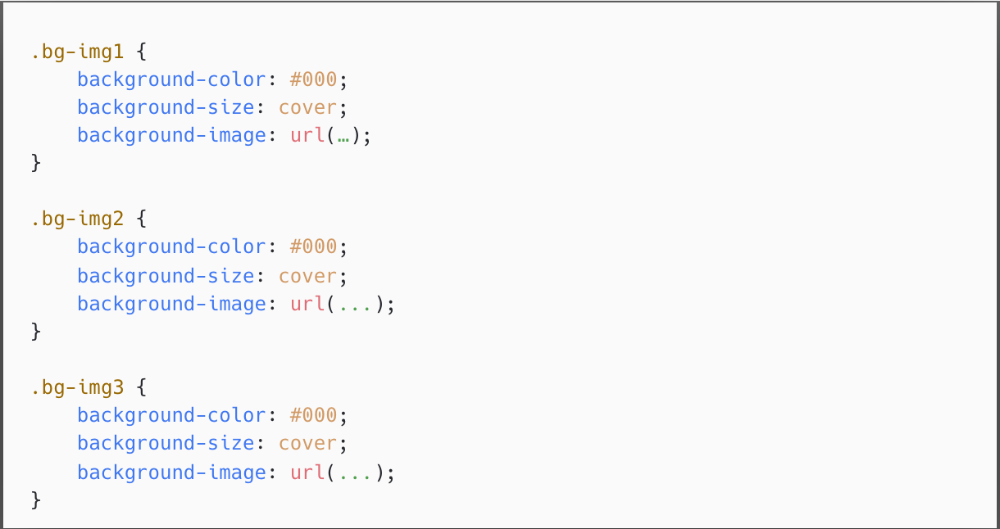 .bg-img1 {
    background-color: #000;
    background-size: cover;
    background-image: url(…);
}

.bg-img2 {
    background-color: #000;
    background-size: cover;
    background-image: url(...);
}

.bg-img3 {
    background-color: #000;
    background-size: cover;
    background-image: url(...);
}